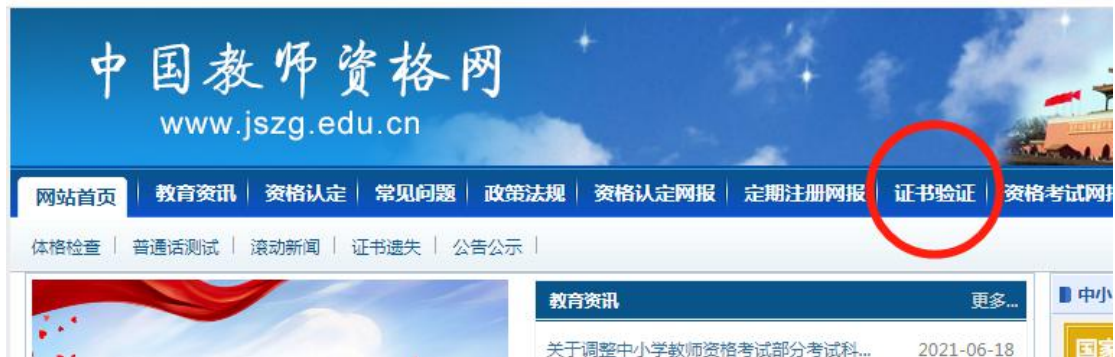 中国教师资格网
www.jszg.edu.cn
网站首页 教育资讯 资格认定 常见问题 政策法规 资格认定网报 定期注册网报 证书验证 资格考试网报
体格检查 普通话测试 滚动新闻 证书遗失 公告公示
教育资讯 更多... 中小
关于调整中小学教师资格考试部分考试科... 2021-06-18 国家